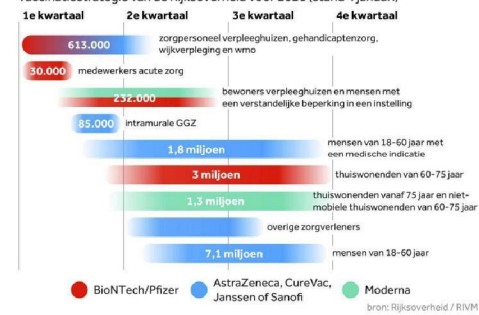 1e kwartaal 2e kwartaal 3e kwartaal 4e kwartaal
613.000
zorgpersoneel verpleeghuizen, gehandicaptenzorg,
wijkverpleging en wmo
30.000 medewerkers acute zorg
232.000
bewoners verpleeghuizen en mensen met
een verstandelijke beperking in een instelling
85.000 intramurale GGZ
1,8 miljoen
mensen van 18-60 jaar met
een medische indicatie
3 miljoen thuiswonenden van 60-75 jaar
1,3 miljoen
thuiswonenden vanaf 75 jaar en niet-
mobiele thuiswonenden van 60-75 jaar
overige zorgverleners
7,1 miljoen mensen van 18-60 jaar
BioNTech/Pfizer
AstraZeneca, CureVac,
Janssen of Sanofi
Moderna
bron: Rijksoverheid / RIVM